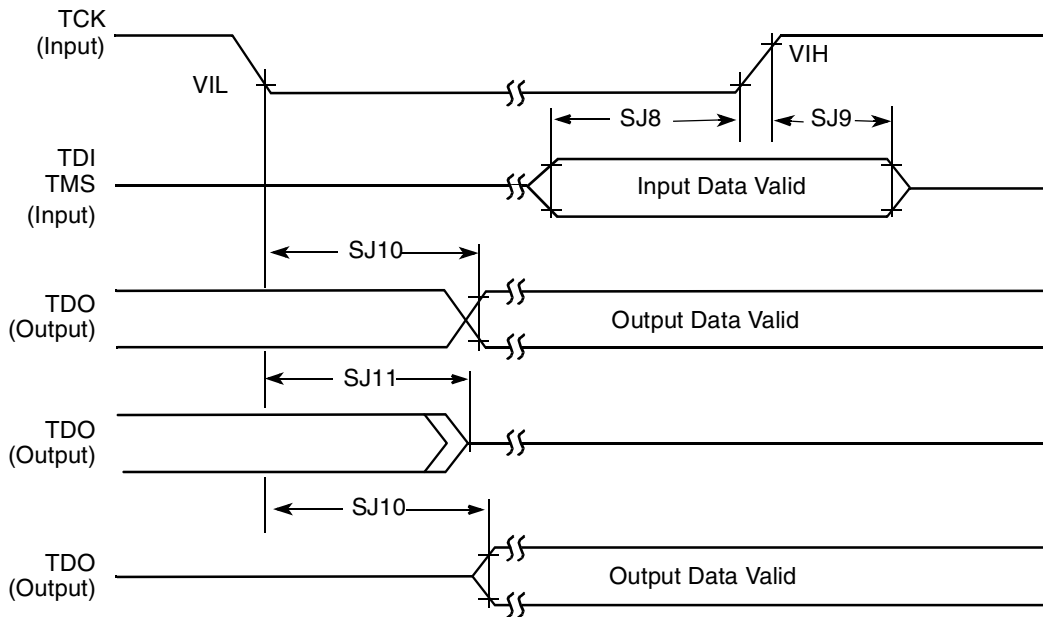 TCK
(Input)
VIL
VIH
SJ8
SJ9
TDI
TMS
(Input)
Input Data Valid
SJ10
TDO
(Output)
Output Data Valid
SJ11
TDO
(Output)
SJ10
TDO
(Output)
Output Data Valid